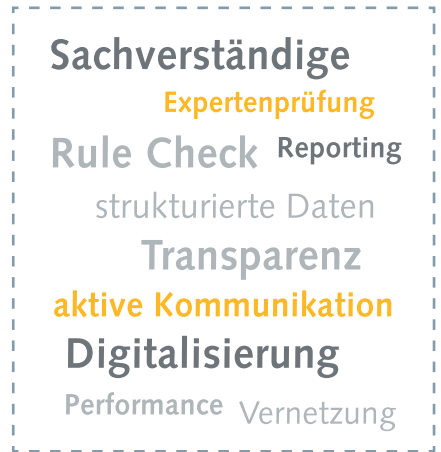 Sachverständige
Expertenprüfung
Rule Check Reporting
strukturierte Daten
Transparenz
aktive Kommunikation
Digitalisierung
Performance Vernetzung